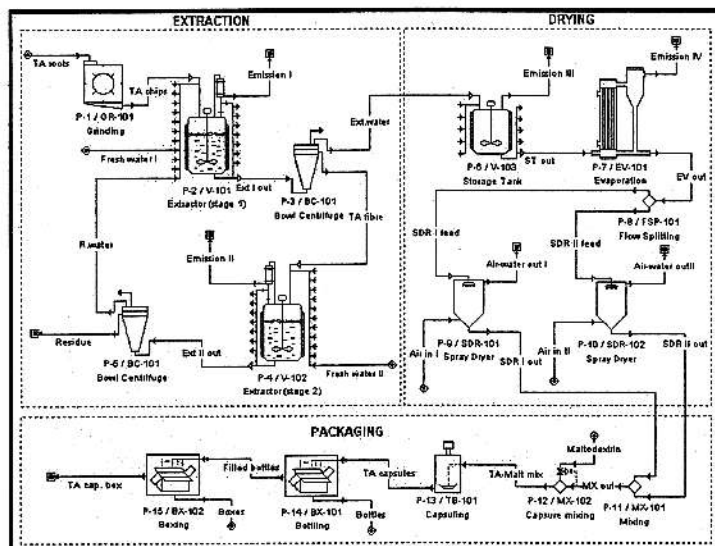 EXTRACTION
TA roots
Emission I
TA chips
P-1 / GR-101
Grinding
Fresh water I
P-2 / V-101
Extractor (stage 1)
Ext I out
P-3 / BC-101
Bowl Centifuge
Ext.water
TA fibre
R.water
Emission II
P-5 / BC-101
Bowl Centilfuge
Residue
Ext II out
P-4 / V-102
Extractor(stage 2)
Fresh water II
DRYING
Emission III
Emission IV
P-6 / V-103
Storage Tank
ST out
P-7 / EV-101
Evaporation
EV out
P-8 / FSP-101
Flow Splitting
SDR I feed
SDR II feed
Air-water out I
Air-water outII
P-9 / SDR-101
Spray Dryer
Air in I
SDR I out
P-10 / SDR-102
Spray Dryer
Air in II
SDR II out
PACKAGING
Filled bottles
TA capsules
TA-Malt mix
Maltodextrin
MX out
TA cap. box
P-15 / BX-102
Boxing
Boxes
P-14 / BX-101
Bottling
Bottles
P-13 / TB-101
Capsuling
P-12 / MX-102
Capsure mixing
P-11 / MX-101
Mixing